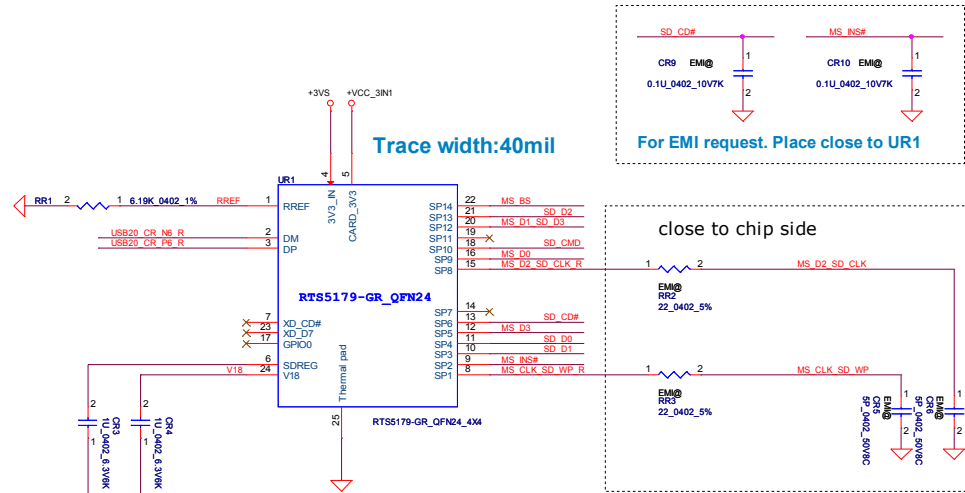 SD_CD#
MS_INS#
CR9 EMI@
1
2
0.1U_0402_10V7K
CR10 EMI@
1
2
0.1U_0402_10V7K
For EMI request. Place close to UR1
+3VS
+VCC_3IN1
Trace width:40mil
UR1
4
5
3V3_IN
CARD_3V3
RR1 2 1 6.19K_0402_1% RREF 1 RREF
USB20_CR_N6_R 2 DM
USB20_CR_P6_R 3 DP
RTS5179-GR_QFN24
7 XD_CD#
23 XD_D7
17 GPIO0
6 SDREG
V18 24 V18
Thermal pad
25
RTS5179-GR_QFN24_4X4
SP14 22 MS_BS
SP13 21 SD_D2
SP12 20 MS_D1_SD_D3
SP11 19
SP10 18 SD_CMD
SP9 16 MS_D0
SP8 15 MS_D2_SD_CLK_R
SP7 14
SP6 13 SD_CD#
SP5 12 MS_D3
SP4 11 SD_D0
SP3 10 SD_D1
SP2 9 MS_INS#
SP1 8 MS_CLK_SD_WP_R
close to chip side
1 2 MS_D2_SD_CLK
EMI@
RR2
22_0402_5%
1 2 MS_CLK_SD_WP
EMI@
RR3
22_0402_5%
1
2
EMI@
CR5
5P_0402_50V8C
1
2
EMI@
CR6
5P_0402_50V8C
2
1
CR3
1U_0402_6.3V6K
2
1
CR4
1U_0402_6.3V6K